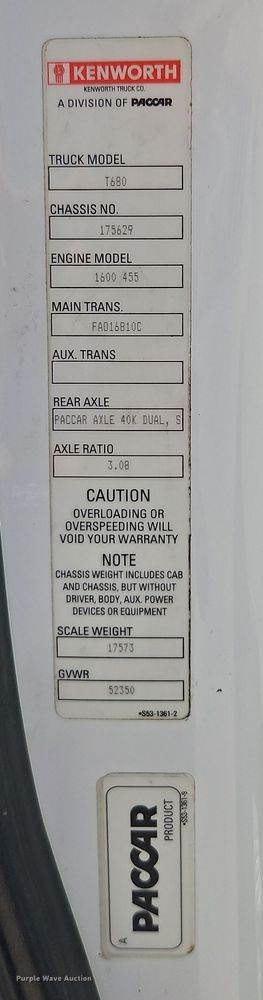 KENWORTH
KENWORTH TRUCK CO.
A DIVISION OF PACCAR
TRUCK MODEL
T680
CHASSIS NO.
175629
ENGINE MODEL
1600 455
MAIN TRANS.
FAO16810C
AUX. TRANS
REAR AXLE
PACCAR AXLE 40K DUAL, S
AXLE RATIO
3.08
CAUTION
OVERLOADING OR
OVERSPEEDING WILL
VOID YOUR WARRANTY
NOTE
CHASSIS WEIGHT INCLUDES CAB
AND CHASSIS, BUT WITHOUT
DRIVER, BODY, AUX. POWER
DEVICES OR EQUIPMENT
SCALE WEIGHT
17573
GVWR
52350
*S53-1361-2
PACCAR
PRODUCT
*S53-1361-9
Purple Wave Auction